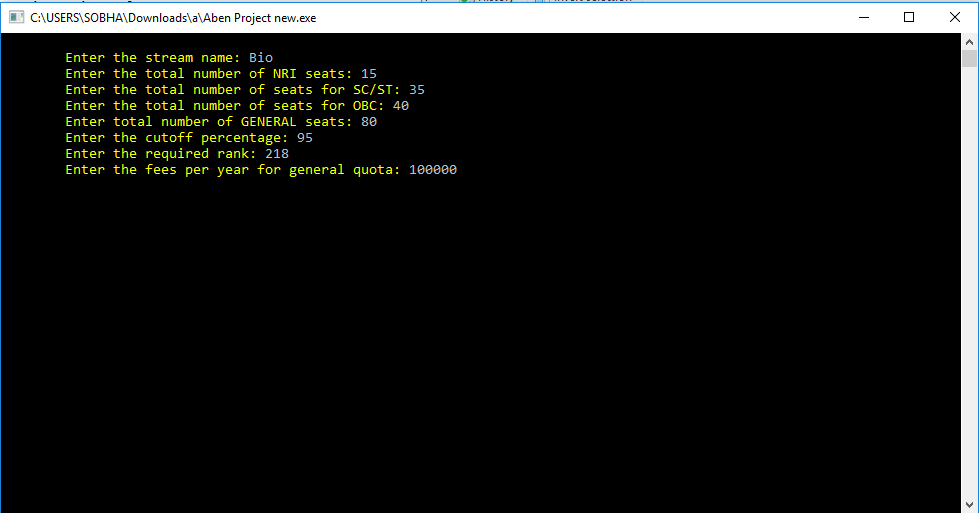 C:\USERS\SOBHA\Downloads\a\Aben Project new.exe
Enter the stream name: Bio
Enter the total number of NRI seats: 15
Enter the total number of seats for SC/ST: 35
Enter the total number of seats for OBC: 40
Enter total number of GENERAL seats: 80
Enter the cutoff percentage: 95
Enter the required rank: 218
Enter the fees per year for general quota: 100000